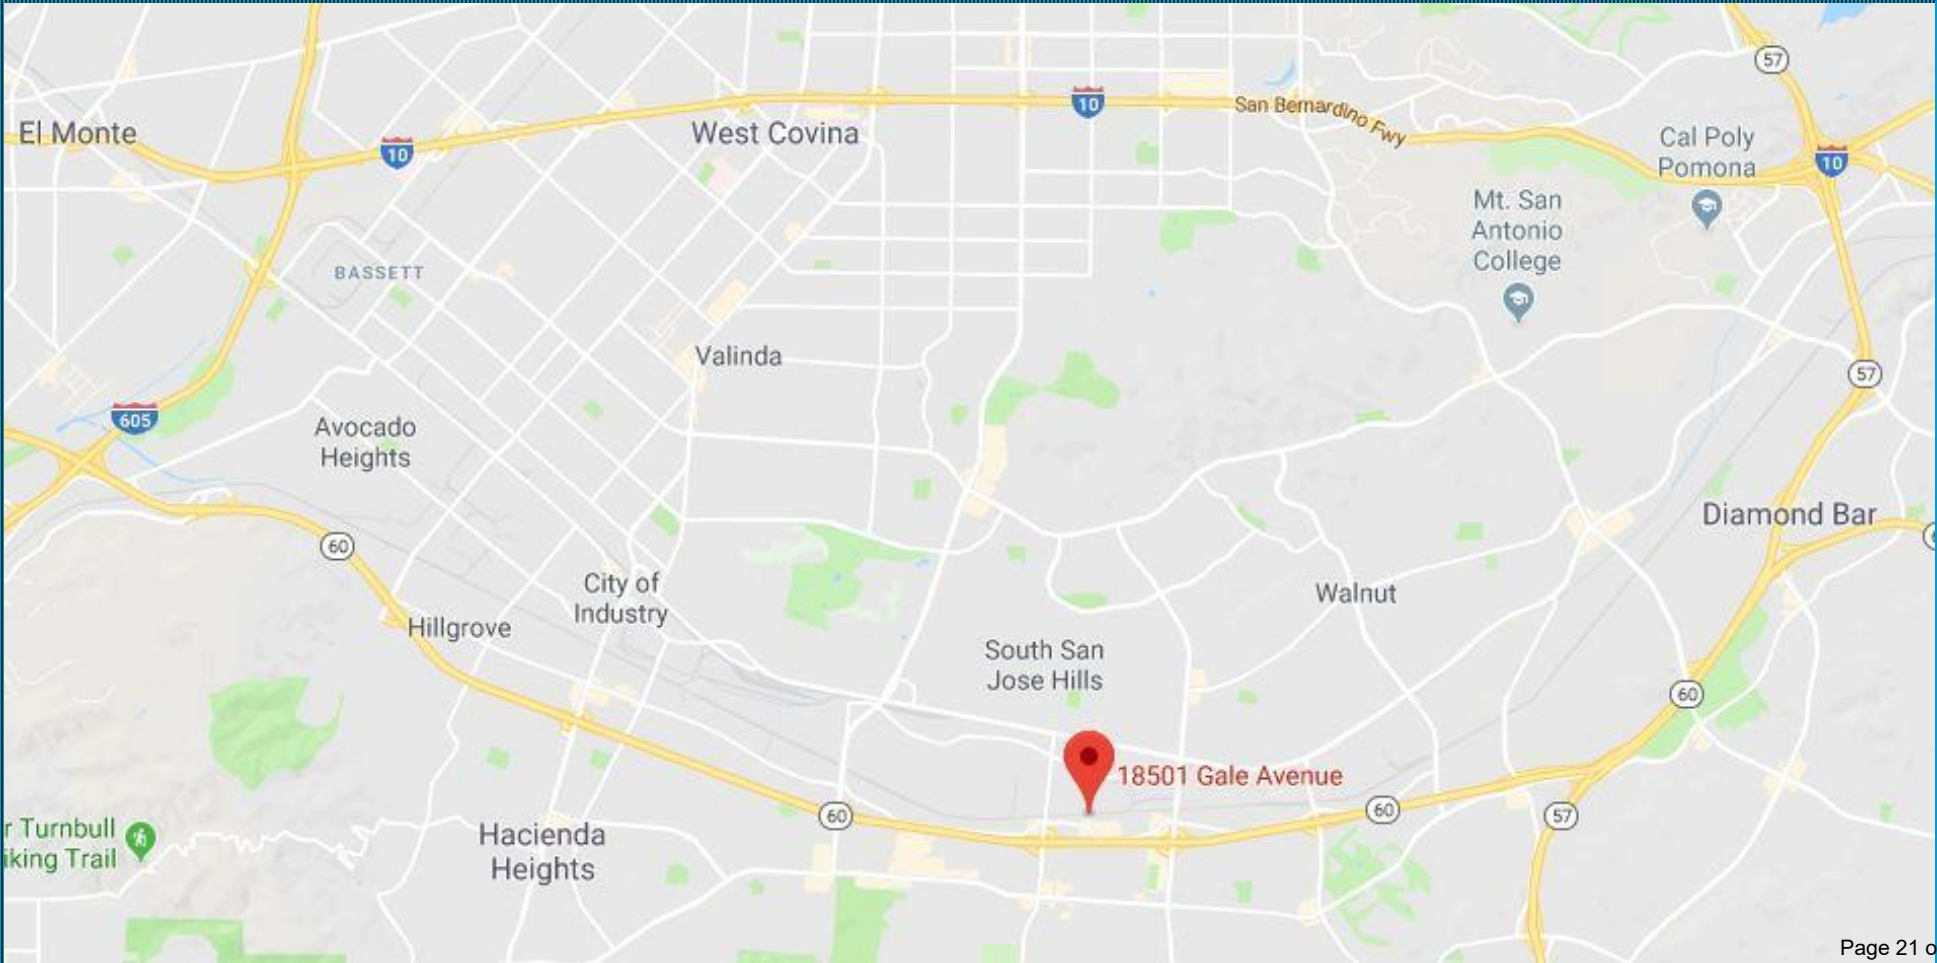 57
10
San Bernardino Fwy
El Monte
West Covina
10
Cal Poly
Pomona
10
Mt. San
Antonio
College
BASSETT
Valinda
57
605
Avocado
Heights
Diamond Bar
60
City of
Industry
Hillgrove
Walnut
South San
Jose Hills
60
18501 Gale Avenue
60
60
57
r Turnbull
iking Trail
Hacienda
Heights
Page 21 o